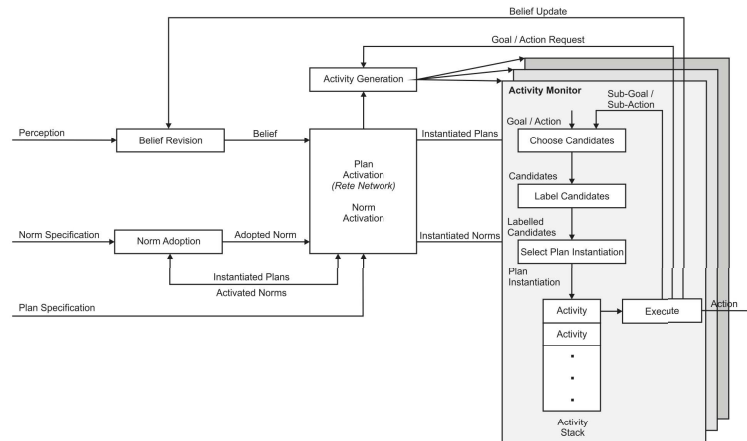 Belief Update
Goal / Action Request
Activity Generation
Activity Monitor
Sub-Goal /
Sub-Action
Goal / Action
Perception
Belief Revision
Belief
Instantiated Plans
Choose Candidates
Plan
Activation
(Rete Network)
Norm
Activation
Candidates
Label Candidates
Labelled
Candidates
Norm Specification
Norm Adoption
Adopted Norm
Instantiated Norms
Select Plan Instantiation
Plan
Instantiation
Instantiated Plans
Activated Norms
Plan Specification
Activity
Execute
Action
Activity
Activity
Stack